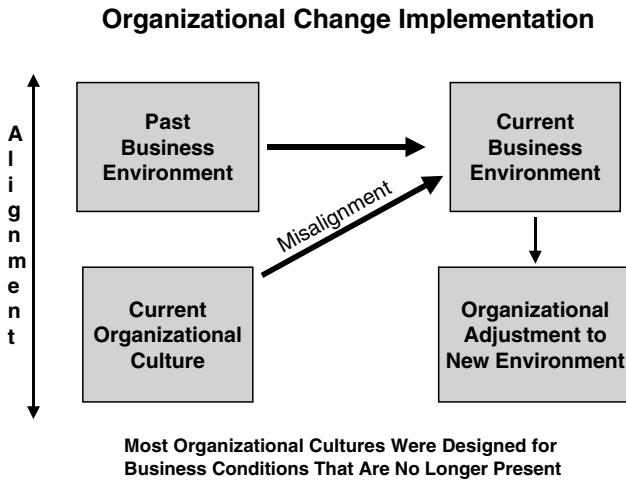 Organizational Change Implementation
Alignment
Past
Business
Environment
Current
Business
Environment
Misalignment
Current
Organizational
Culture
Organizational
Adjustment to
New Environment
Most Organizational Cultures Were Designed for
Business Conditions That Are No Longer Present